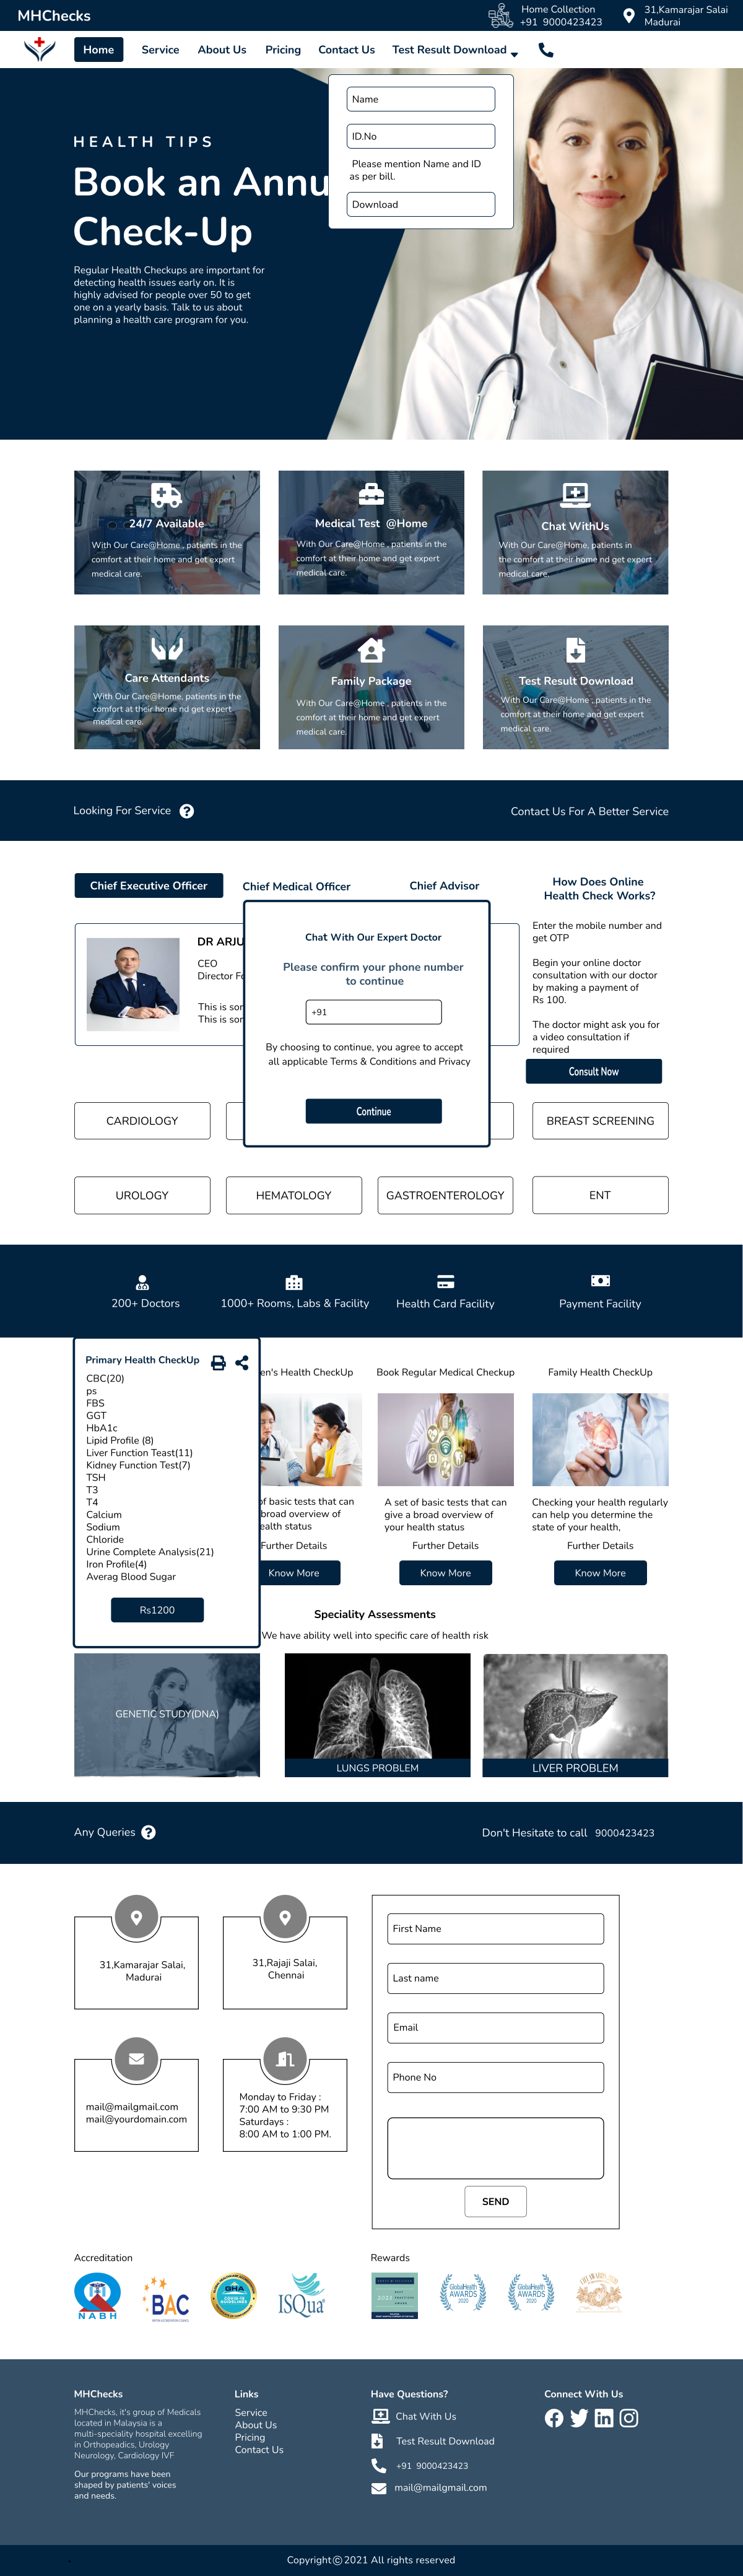 MHChecks
Home Collection
+91 9000423423
31,Kamarajar Salai
Madurai
Home
Service
About Us
Pricing
Contact Us
Test Result Download
Name
ID.No
Please mention Name and ID
as per bill.
Download
HEALTH TIPS
Book an Annu
Check-Up
Regular Health Checkups are important for
detecting health issues early on. It is
highly advised for people over 50 to get
one on a yearly basis. Talk to us about
planning a health care program for you.
24/7 Available
With Our Care@Home , patients in the
comfort at their home and get expert
medical care.
Medical Test @Home
With Our Care@Home , patients in the
comfort at their home and get expert
medical care.
Chat WithUs
With Our Care@Home, patients in
the comfort at their home nd get expert
medical care.
Care Attendants
With Our Care@Home, patients in the
comfort at their home nd get expert
medical care.
Family Package
With Our Care@Home , patients in the
comfort at their home and get expert
medical care.
Test Result Download
With Our Care@Home , patients in the
comfort at their home and get expert
medical care.
Looking For Service
Contact Us For A Better Service
Chief Executive Officer
Chief Medical Officer
Chief Advisor
How Does Online
Health Check Works?
DR ARJU
CEO
Director Fo
This is sor
This is sor
Chat With Our Expert Doctor
Please confirm your phone number
to continue
+91
By choosing to continue, you agree to accept
all applicable Terms & Conditions and Privacy
Continue
Enter the mobile number and
get OTP
Begin your online doctor
consultation with our doctor
by making a payment of
Rs 100.
The doctor might ask you for
a video consultation if
required
Consult Now
CARDIOLOGY
BREAST SCREENING
UROLOGY
HEMATOLOGY
GASTROENTEROLOGY
ENT
200+ Doctors
1000+ Rooms, Labs & Facility
Health Card Facility
Payment Facility
Primary Health CheckUp
CBC(20)
ps
FBS
GGT
HbA1c
Lipid Profile (8)
Liver Function Teast(11)
Kidney Function Test(7)
TSH
T3
T4
Calcium
Sodium
Chloride
Urine Complete Analysis(21)
Iron Profile(4)
Averag Blood Sugar
Rs1200
en's Health CheckUp
of basic tests that can
broad overview of
ealth status
Further Details
Know More
Book Regular Medical Checkup
A set of basic tests that can
give a broad overview of
your health status
Further Details
Know More
Family Health CheckUp
Checking your health regularly
can help you determine the
state of your health,
Further Details
Know More
Speciality Assessments
We have ability well into specific care of health risk
GENETIC STUDY(DNA)
LUNGS PROBLEM
LIVER PROBLEM
Any Queries
Don't Hesitate to call 9000423423
31,Kamarajar Salai,
Madurai
31,Rajaji Salai,
Chennai
mail@mailgmail.com
mail@yourdomain.com
Monday to Friday :
7:00 AM to 9:30 PM
Saturdays :
8:00 AM to 1:00 PM.
First Name
Last name
Email
Phone No
SEND
Accreditation
NABH
BAC
GHA
ISQua
Rewards
2022
GlobalHealth
AWARDS
2020
GlobalHealth
AWARDS
2020
MHChecks
MHChecks, it's group of Medicals
located in Malaysia is a
multi-speciality hospital excelling
in Orthopeadics, Urology
Neurology, Cardiology IVF
Our programs have been
shaped by patients' voices
and needs.
Links
Service
About Us
Pricing
Contact Us
Have Questions?
Chat With Us
Test Result Download
+91 9000423423
mail@mailgmail.com
Connect With Us
Copyright © 2021 All rights reserved